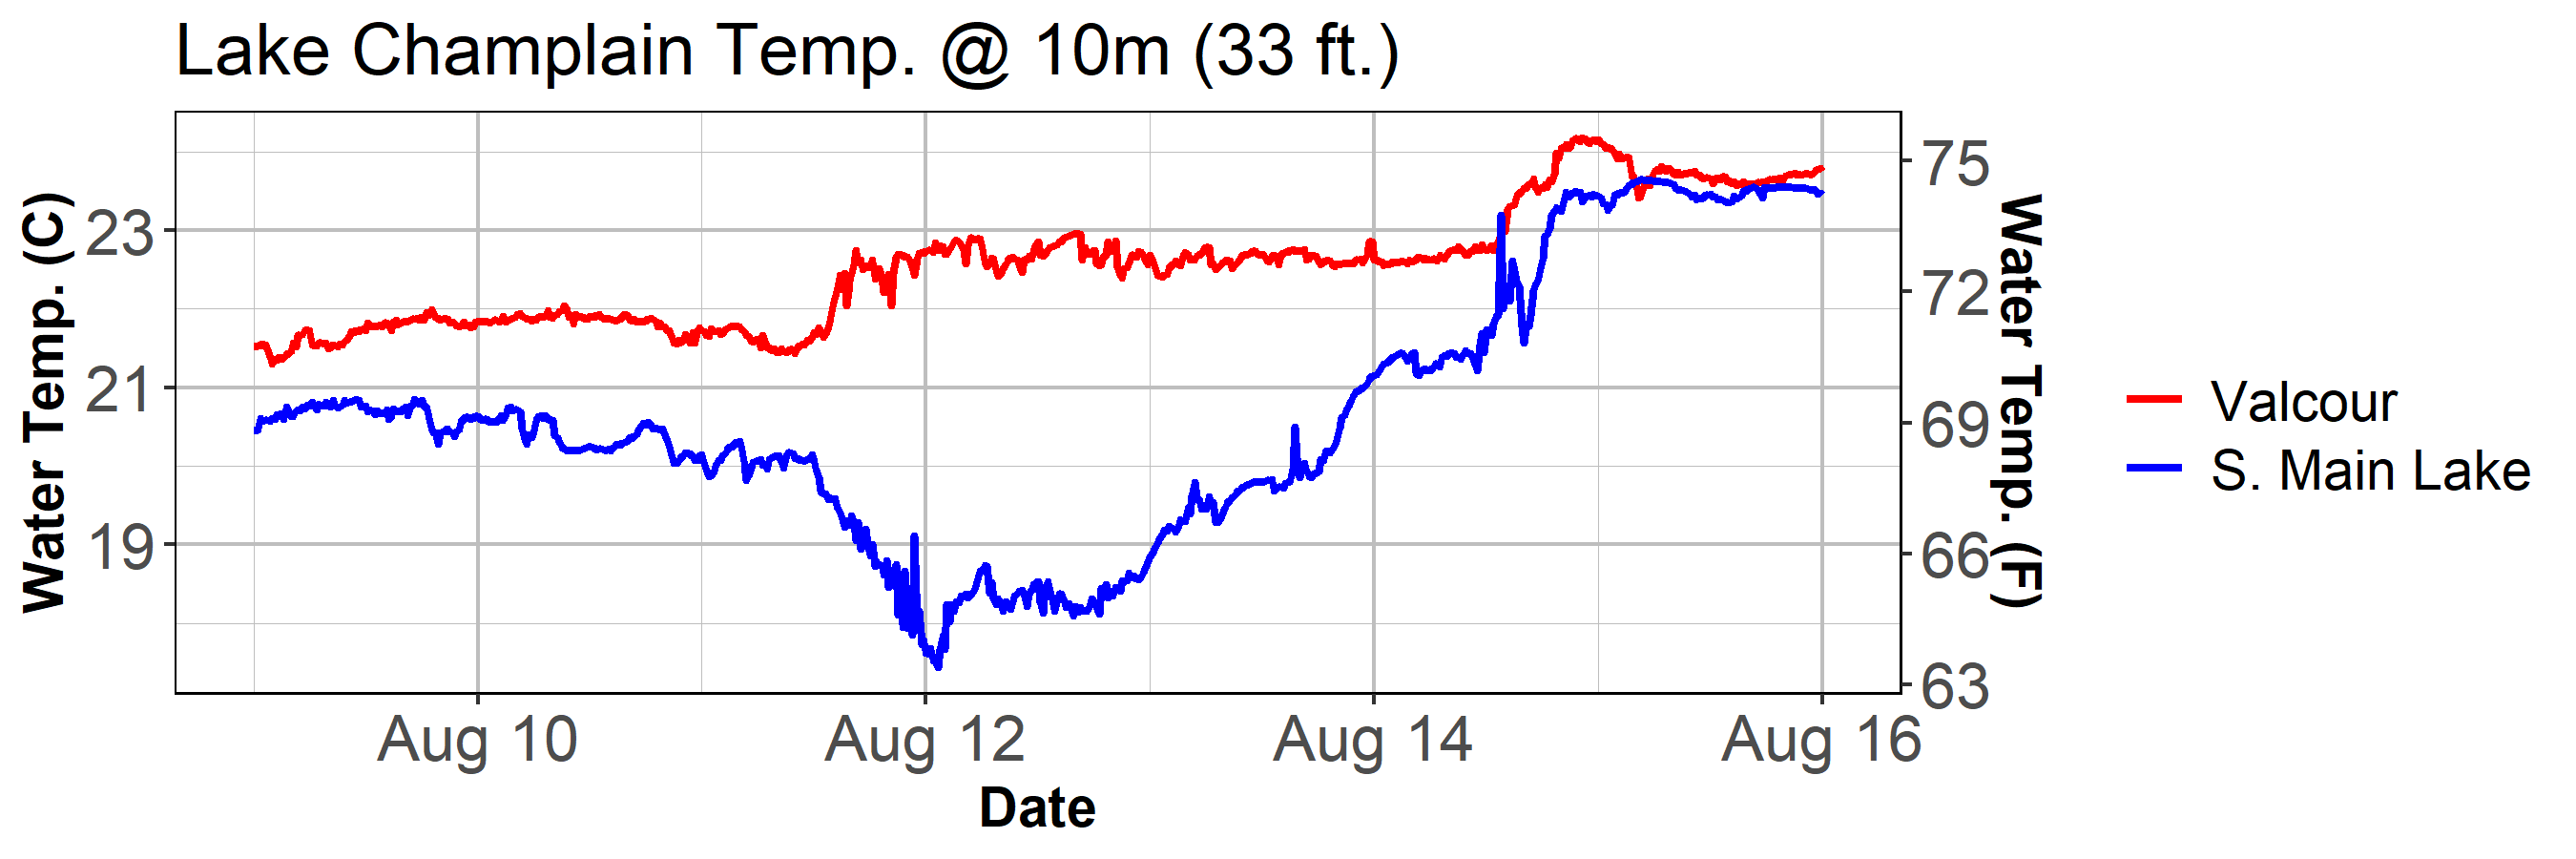 Lake Champlain Temp. @ 10m (33 ft.)
Water Temp. (C)
23
21
19
75
72
69
66
63
Water Temp. (F)
Aug 10
Aug 12
Aug 14
Aug 16
Date
Valcour
S. Main Lake